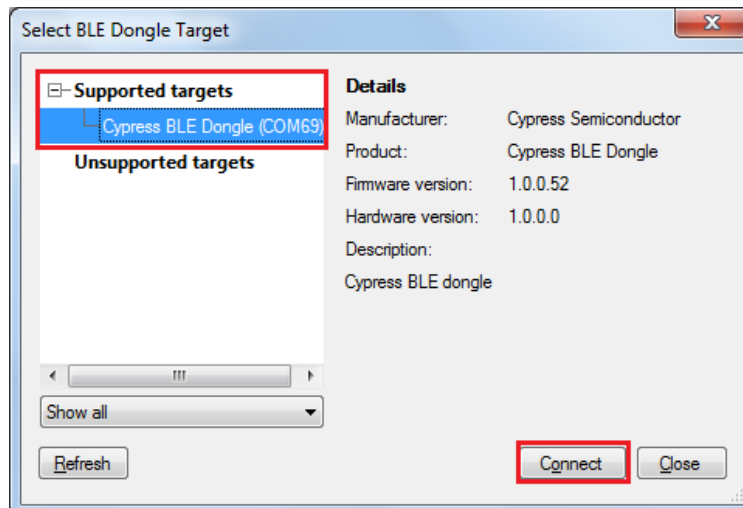 Select BLE Dongle Target
Supported targets
Cypress BLE Dongle (COM69)
Unsupported targets
Show all
Refresh
Details
Manufacturer: Cypress Semiconductor
Product: Cypress BLE Dongle
Firmware version: 1.0.0.52
Hardware version: 1.0.0.0
Description:
Cypress BLE dongle
Connect
Close